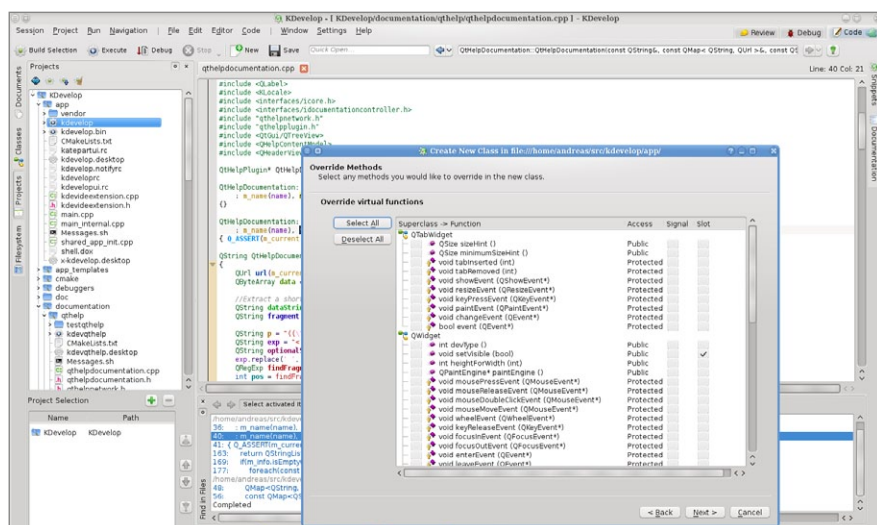 KDevelop - [ KDevelop/documentation/qthelp/qthelpdocumentation.cpp ] - KDevelop
Session Project Run Navigation File Edit Editor Code Window Settings Help
Review Debug Code
Build Selection Execute Debug Stop New Save Quick Open... QtHelpDocumentation::QtHelpDocumentation(const QString&, const QMap< QString, QUrl >&, const QS
Projects
qthelpdocumentation.cpp
Line: 40 Col: 21
Documents
Classes
Projects
Filesystem
Snippets
Documentation
KDevelop
app
vendor
kdevelop
kdevelop.bin
CMakeLists.txt
katepartui.rc
kdevelop.desktop
kdevelop.notifyrc
kdeveloprc
kdevelopui.rc
kdevideextension.cpp
kdevideextension.h
main.cpp
main_internal.cpp
Messages.sh
shared_app_init.cpp
shell.dox
x-kdevelop.desktop
app_templates
cmake
debuggers
doc
documentation
qthelp
testqthelp
kdevqthelp
CMakeLists.txt
kdevqthelp.desktop
Messages.sh
qthelpdocumentation.cpp
qthelpdocumentation.h
qthelpnetwork.h
Project Selection
Name Path
KDevelop KDevelop
#include <QLabel>
#include <KLocale>
#include <interfaces/icore.h>
#include <interfaces/idocumentationcontroller.h>
#include "qthelpnetwork.h"
#include "qthelpplugin.h"
#include <QtGui/QTreeView>
#include <QHelpContentModel>
#include <QHeaderView>
QtHelpPlugin* QtHelpD
QtHelpDocumentation:
: m_name(name),
{}
QtHelpDocumentation:
: m_name(name),
{ Q_ASSERT(m_current
QString QtHelpDocume
{
QUrl url(m_curre
QByteArray data
//Extract a shor
QString dataStri
QString fragment
QString p = "((\
QString exp = "<
QString optionalS
exp.replace(
QRegExp findFrag
int pos = findFr
Create New Class in file:///home/andreas/src/kdevelop/app/
Override Methods
Select any methods you would like to override in the new class.
Override virtual functions
Select All
Deselect All
Superclass -> Function Access Signal Slot
QTabWidget
QSize sizeHint () Public
QSize minimumSizeHint () Public
void tabInserted (int) Protected
void tabRemoved (int) Protected
void showEvent (QShowEvent*) Protected
void resizeEvent (QResizeEvent*) Protected
void keyPressEvent (QKeyEvent*) Protected
void paintEvent (QPaintEvent*) Protected
void changeEvent (QEvent*) Protected
bool event (QEvent*) Protected
QWidget
int devType () Public
void setVisible (bool) Public
int heightForWidth (int) Public
QPaintEngine* paintEngine () Public
void mousePressEvent (QMouseEvent*) Protected
void mouseReleaseEvent (QMouseEvent*) Protected
void mouseDoubleClickEvent (QMouseEvent*) Protected
void mouseMoveEvent (QMouseEvent*) Protected
void wheelEvent (QWheelEvent*) Protected
void keyReleaseEvent (QKeyEvent*) Protected
void focusInEvent (QFocusEvent*) Protected
void focusOutEvent (QFocusEvent*) Protected
void enterEvent (QEvent*) Protected
void leaveEvent (QEvent*) Protected
< Back Next > Cancel
Select activated it
Find in Files
/home/andreas/src/kdev
36: : m_name(name),
40: : m_name(name),
41: { Q_ASSERT(m_curre
163: return QStringLis
169: if(m_info.isEmpty
177: foreach(const
/home/andreas/src/kdev
48: QMap<QString,
56: const QMap<QS
Completed